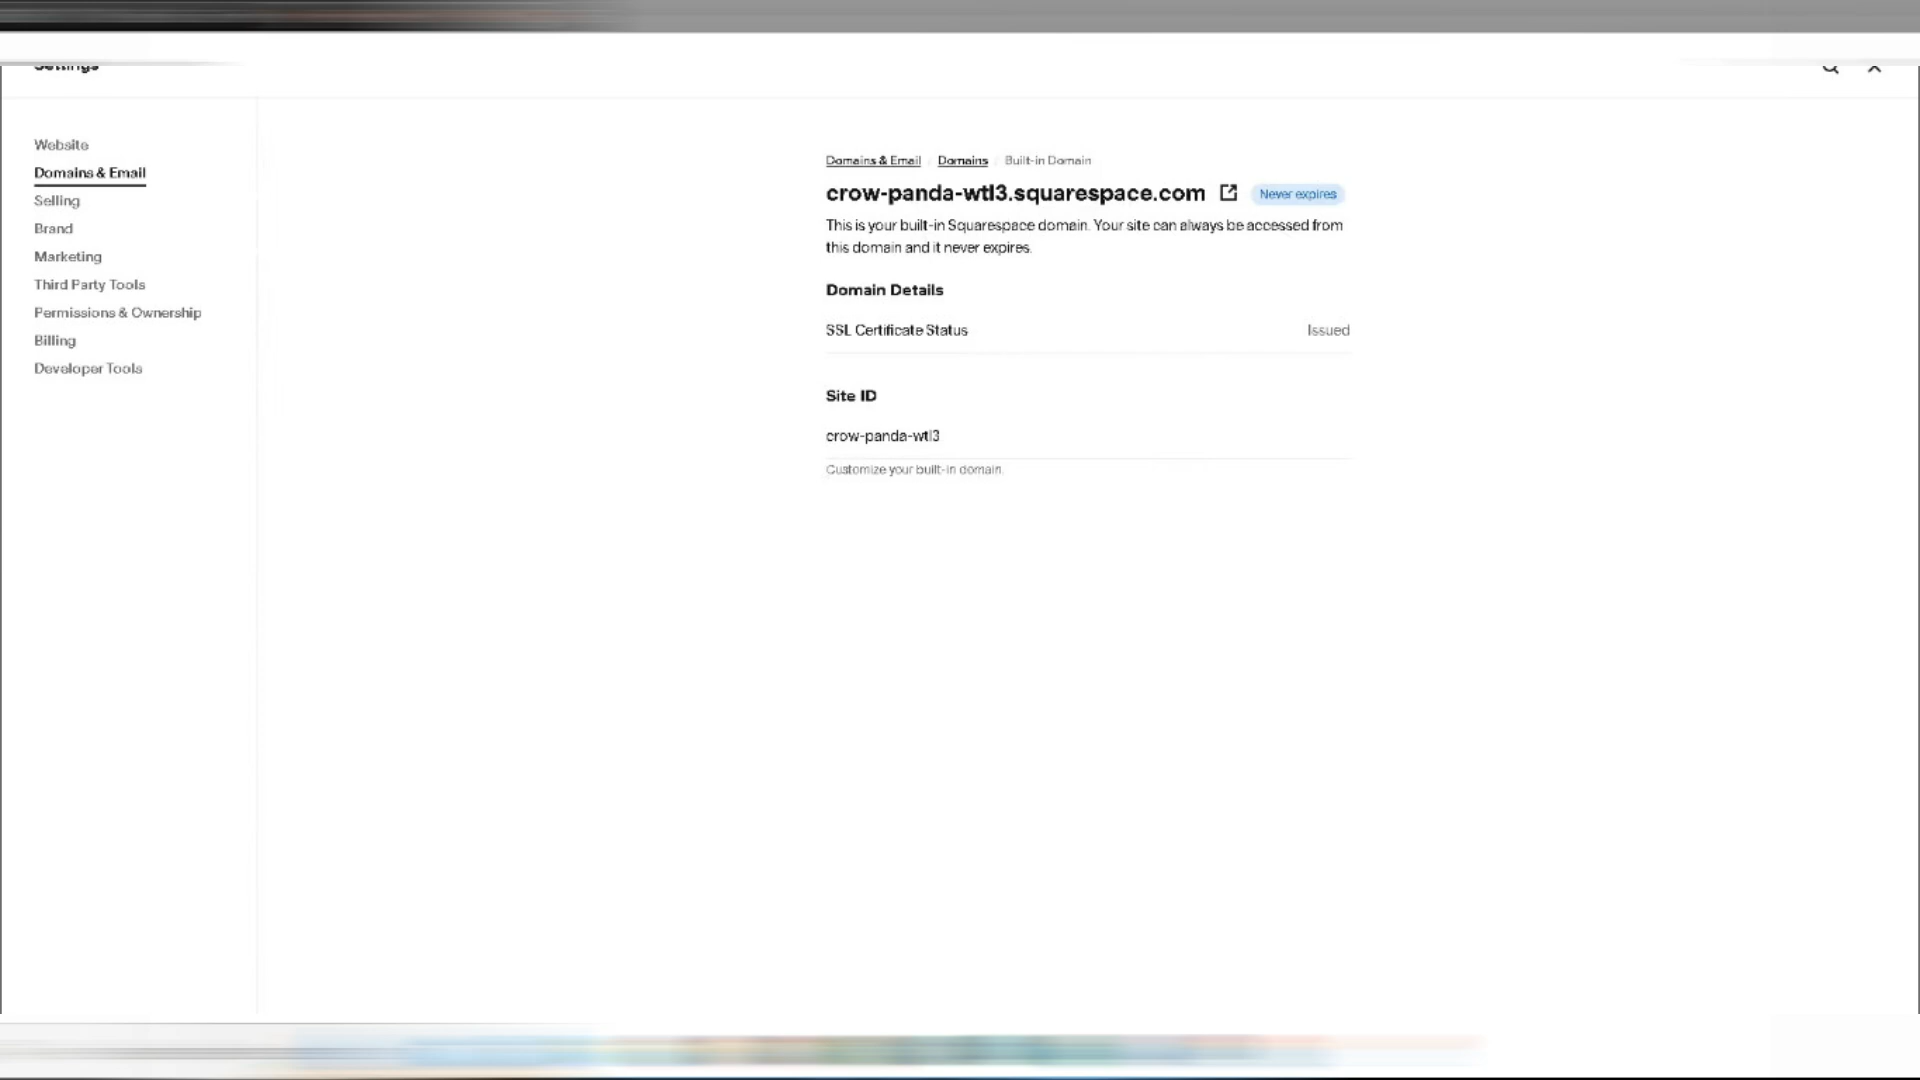 Settings
Website
Domains & Email
Selling
Brand
Marketing
Third Party Tools
Permissions & Ownership
Billing
Developer Tools
Domains & Email / Domains / Built-in Domain
crow-panda-wtl3.squarespace.com Never expires
This is your built-in Squarespace domain. Your site can always be accessed from
this domain and it never expires.
Domain Details
SSL Certificate Status Issued
Site ID
crow-panda-wtl3
Customize your built-in domain.